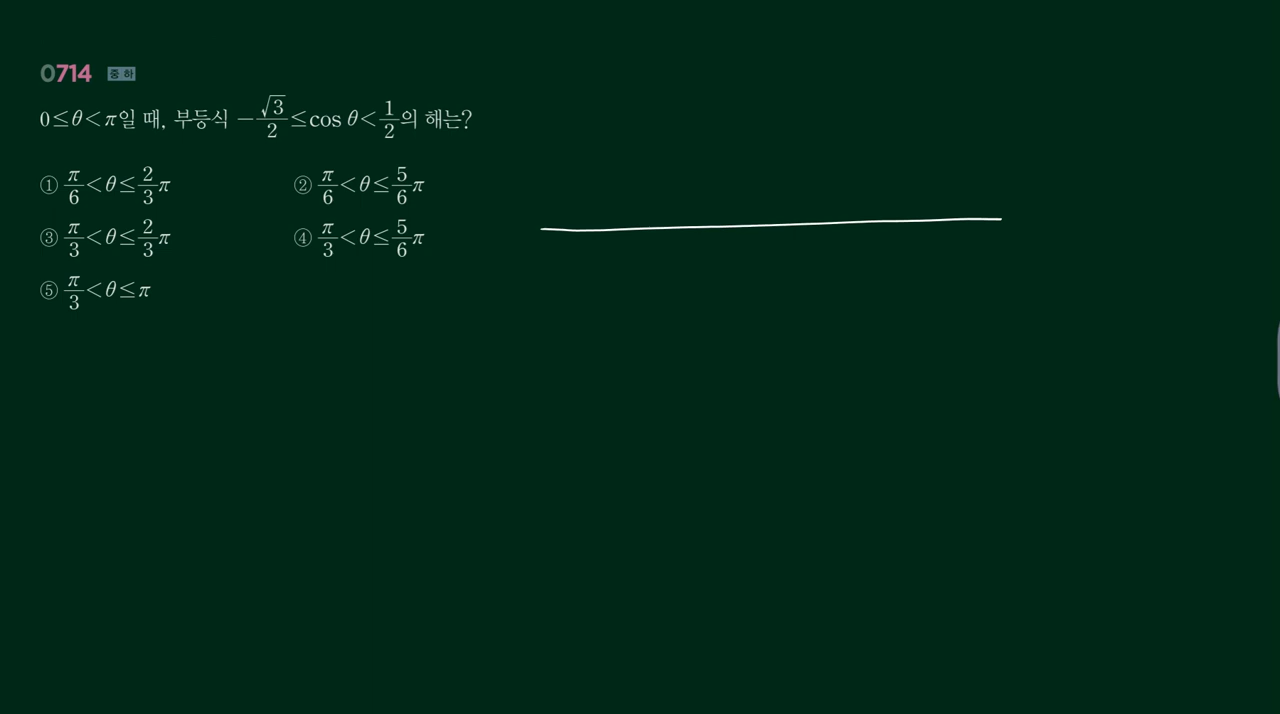 0714 중 하
0≤θ<π일 때, 부등식 -√3/2≤cos θ<1/2의 해는?
① π/6<θ≤2/3π ② π/6<θ≤5/6π
③ π/3<θ≤2/3π ④ π/3<θ≤5/6π
⑤ π/3<θ≤π